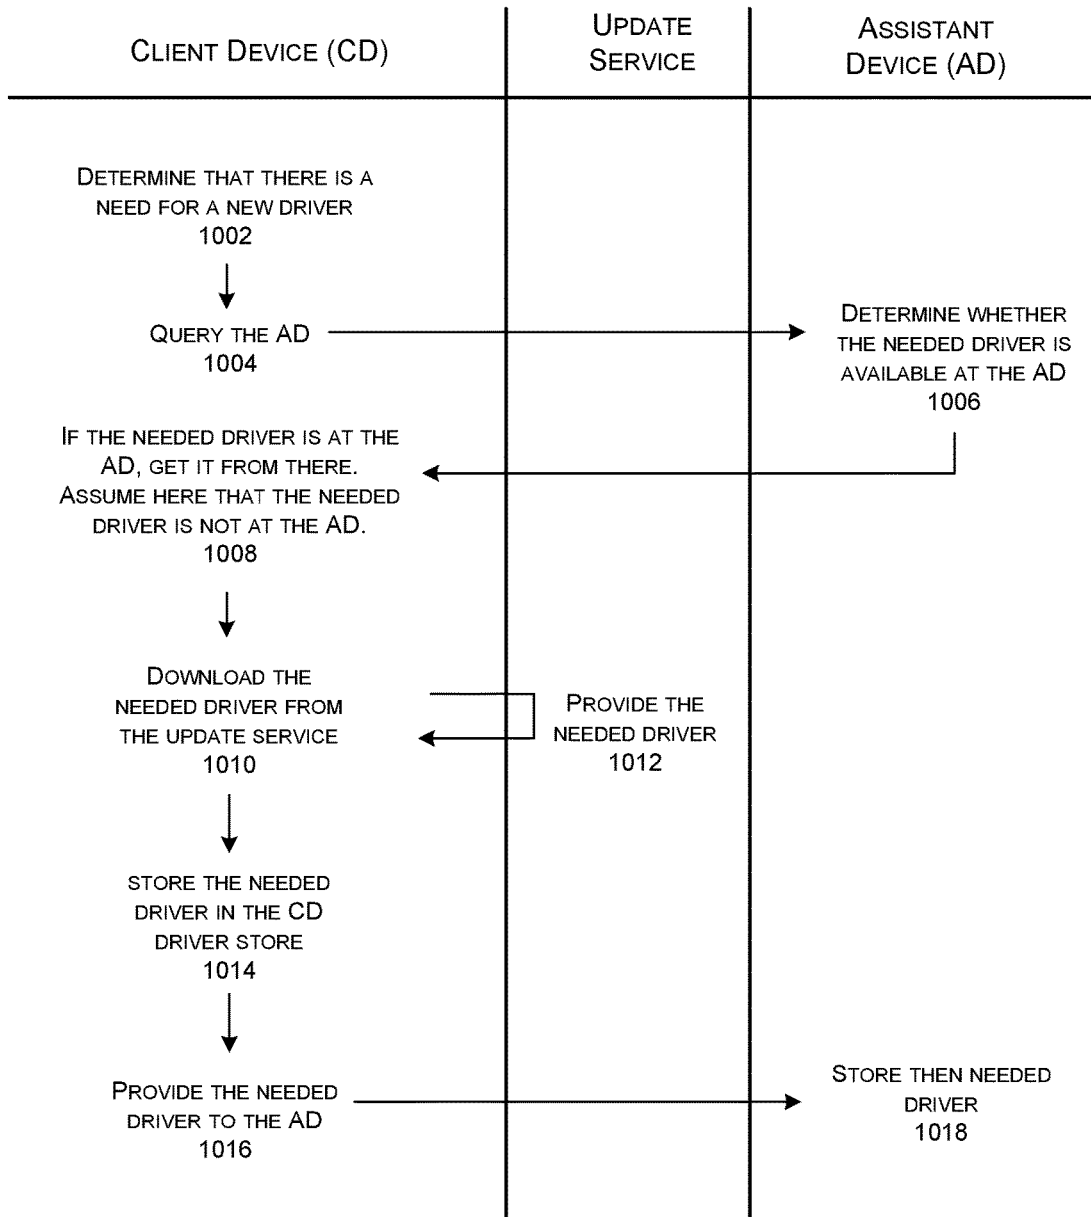 CLIENT DEVICE (CD)
UPDATE
SERVICE
ASSISTANT
DEVICE (AD)
DETERMINE THAT THERE IS A
NEED FOR A NEW DRIVER
1002
QUERY THE AD
1004
DETERMINE WHETHER
THE NEEDED DRIVER IS
AVAILABLE AT THE AD
1006
IF THE NEEDED DRIVER IS AT THE
AD, GET IT FROM THERE.
ASSUME HERE THAT THE NEEDED
DRIVER IS NOT AT THE AD.
1008
DOWNLOAD THE
NEEDED DRIVER FROM
THE UPDATE SERVICE
1010
PROVIDE THE
NEEDED DRIVER
1012
STORE THE NEEDED
DRIVER IN THE CD
DRIVER STORE
1014
PROVIDE THE NEEDED
DRIVER TO THE AD
1016
STORE THEN NEEDED
DRIVER
1018